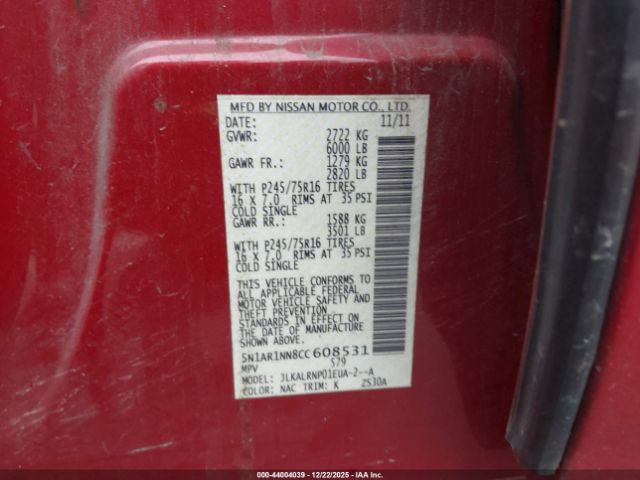 MFD BY NISSAN MOTOR CO., LTD.
DATE: 11/11
GVWR: 2722 KG
6000 LB
GAWR FR.: 1279 KG
2820 LB
WITH P245/75R16 TIRES
16 X 7.0 RIMS AT 35 PSI
COLD SINGLE
GAWR RR.: 1588 KG
3501 LB
WITH P245/75R16 TIRES
16 X 7.0 RIMS AT 35 PSI
COLD SINGLE
THIS VEHICLE CONFORMS TO
ALL APPLICABLE FEDERAL
MOTOR VEHICLE SAFETY AND
THEFT PREVENTION
STANDARDS IN EFFECT ON
THE DATE OF MANUFACTURE
SHOWN ABOVE.
5N1AR1NN8CC608531
MPV S79
MODEL: JLKALRNP01EUA-2--A
COLOR: NAC TRIM: K 2S30A
000-44004039 - 12/22/2025 - IAA Inc.